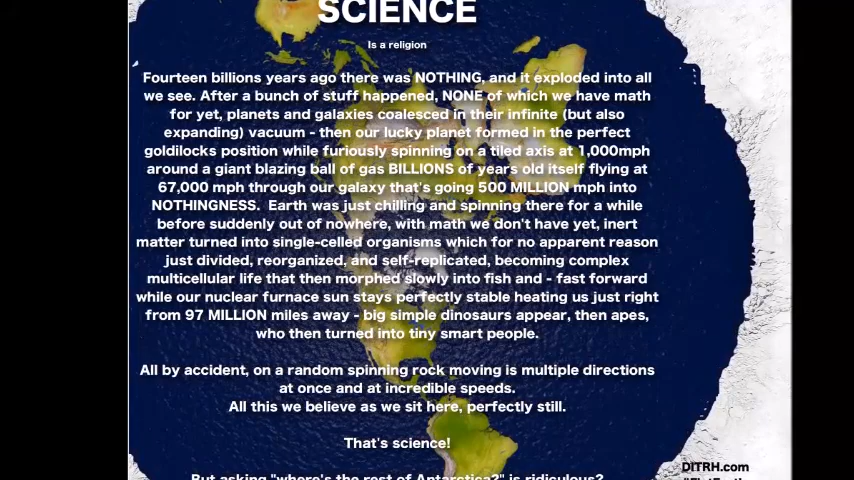 SCIENCE
Is a religion
Fourteen billions years ago there was NOTHING, and it exploded into all
we see. After a bunch of stuff happened, NONE of which we have math
for yet, planets and galaxies coalesced in their infinite (but also
expanding) vacuum - then our lucky planet formed in the perfect
goldilocks position while furiously spinning on a tiled axis at 1,000mph
around a giant blazing ball of gas BILLIONS of years old itself flying at
67,000 mph through our galaxy that's going 500 MILLION mph into
NOTHINGNESS. Earth was just chilling and spinning there for a while
before suddenly out of nowhere, with math we don't have yet, inert
matter turned into single-celled organisms which for no apparent reason
just divided, reorganized, and self-replicated, becoming complex
multicellular life that then morphed slowly into fish and - fast forward
while our nuclear furnace sun stays perfectly stable heating us just right
from 97 MILLION miles away - big simple dinosaurs appear, then apes,
who then turned into tiny smart people.
All by accident, on a random spinning rock moving is multiple directions
at once and at incredible speeds.
All this we believe as we sit here, perfectly still.
That's science!
DITRH.com
But asking "where's the rest of Antarctica?" is ridiculous?